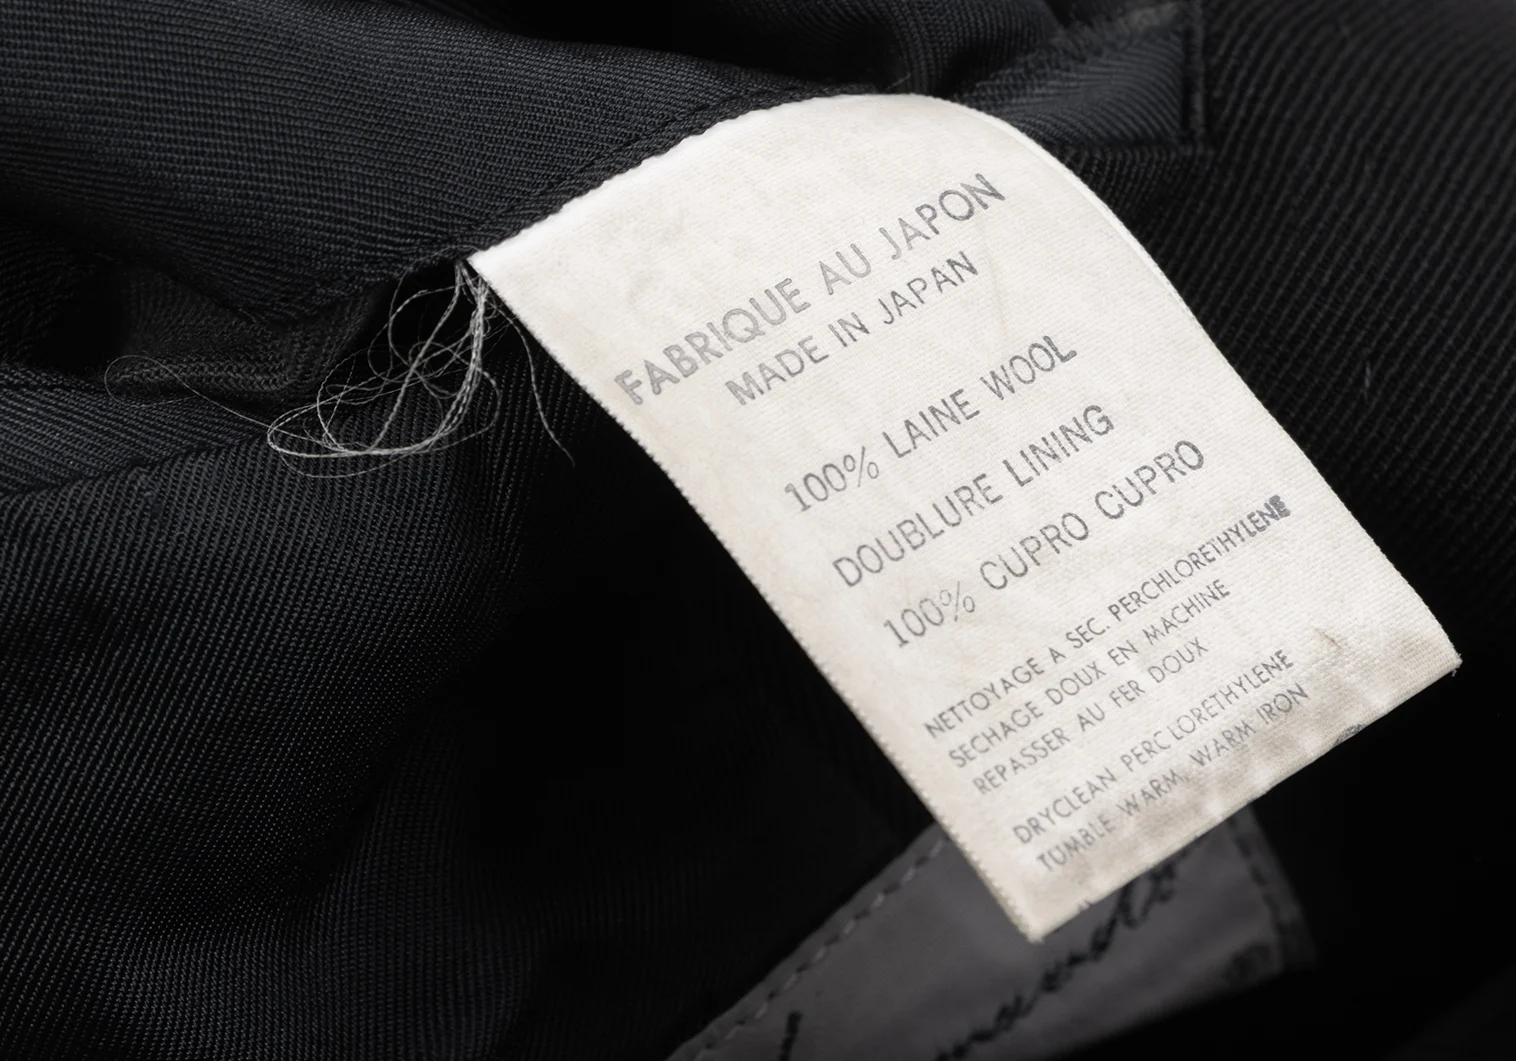 FABRIQUE AU JAPON
MADE IN JAPAN
100% LAINE WOOL
DOUBLURE LINING
100% CUPRO CUPRO
NETTOYAGE A SEC. PERCHLORETHYLENE
SECHAGE DOUX EN MACHINE
REPASSER AU FER DOUX
DRYCLEAN PERCLORETHYLENE
TUMBLE WARM, WARM IRON